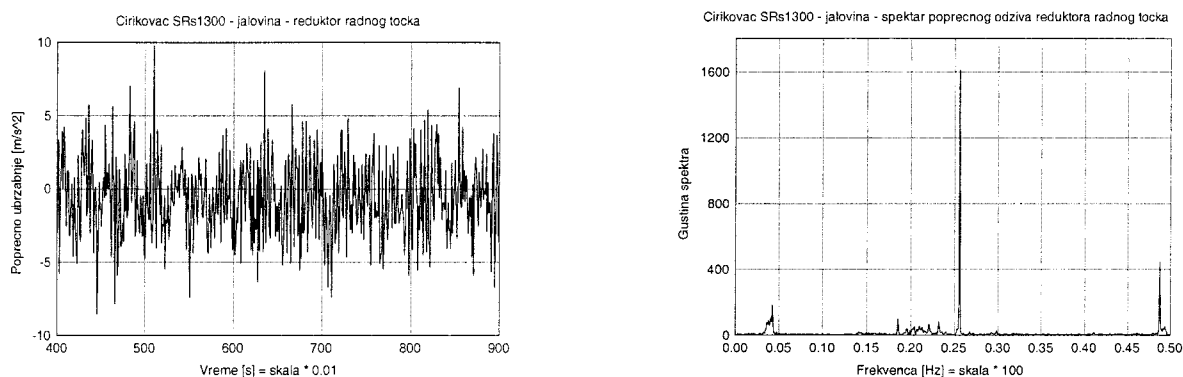 Cirikovac SRs1300 - jalovina - reduktor radnog tocka
10
5
0
-5
-10
Poprecno ubrzabnje [m/s^2]
400 500 600 700 800 900
Vreme [s] = skala * 0.01
Cirikovac SRs1300 - jalovina - spektar poprecnog odziva reduktora radnog tocka
1600
1200
800
400
0
Gustina spektra
0.00 0.05 0.10 0.15 0.20 0.25 0.30 0.35 0.40 0.45 0.50
Frekvenca [Hz] = skala * 100